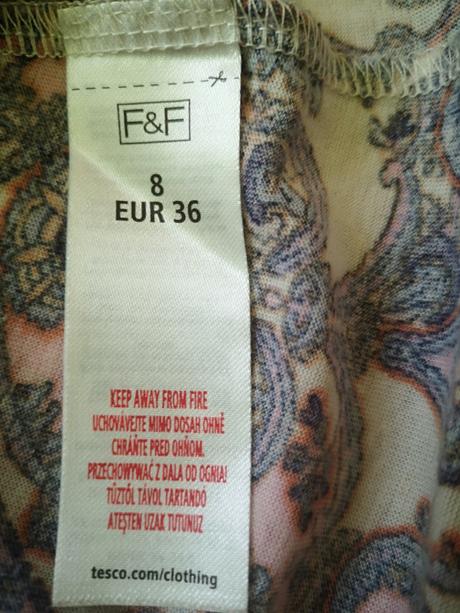 F&F
8
EUR 36
KEEP AWAY FROM FIRE
UCHOVÁVEJTE MIMO DOSAH OHNĚ
CHRÁŇTE PRED OHŇOM.
PRZECHOWYWAĆ Z DALA OD OGNIA!
TŰZTŐL TÁVOL TARTANDÓ
ATEŞTEN UZAK TUTUNUZ
tesco.com/clothing